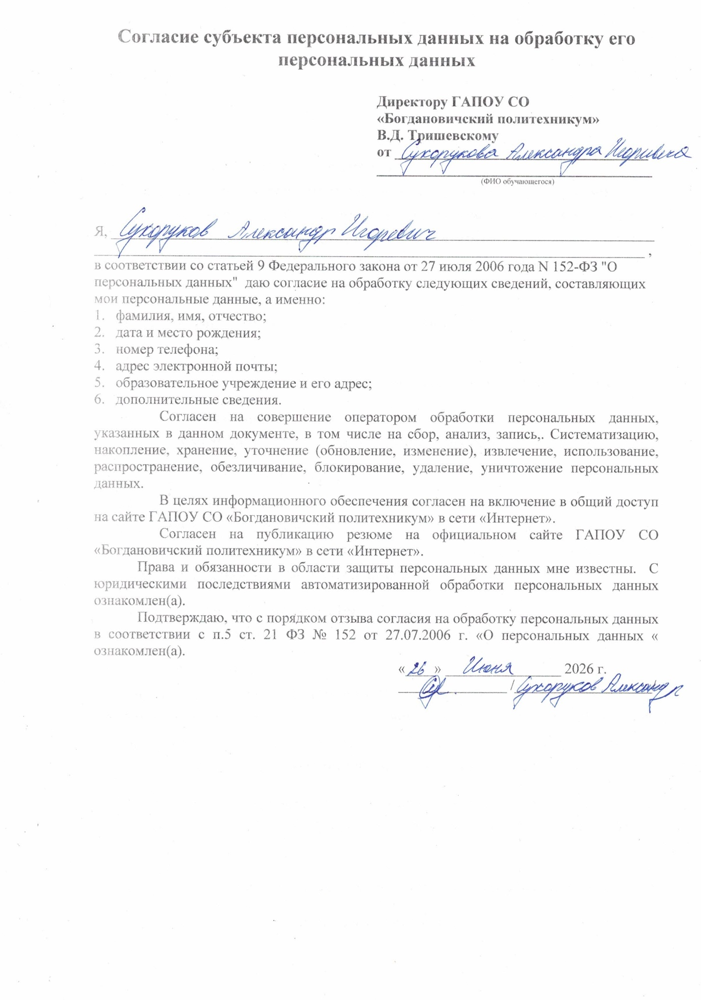 Согласие субъекта персональных данных на обработку его
персональных данных
Директору ГАПОУ СО
«Богдановичский политехникум»
В.Д. Тришевскому
от Сухорукова Александра Игоривича
(ФИО обучающегося)
Я, Сухоруков Александр Игоревич
,
в соответствии со статьей 9 Федерального закона от 27 июля 2006 года N 152-ФЗ "О
персональных данных" даю согласие на обработку следующих сведений, составляющих
мои персональные данные, а именно:
1. фамилия, имя, отчество;
2. дата и место рождения;
3. номер телефона;
4. адрес электронной почты;
5. образовательное учреждение и его адрес;
6. дополнительные сведения.
Согласен на совершение оператором обработки персональных данных,
указанных в данном документе, в том числе на сбор, анализ, запись,. Систематизацию,
накопление, хранение, уточнение (обновление, изменение), извлечение, использование,
распространение, обезличивание, блокирование, удаление, уничтожение персональных
данных.
В целях информационного обеспечения согласен на включение в общий доступ
на сайте ГАПОУ СО «Богдановичский политехникум» в сети «Интернет».
Согласен на публикацию резюме на официальном сайте ГАПОУ СО
«Богдановичский политехникум» в сети «Интернет».
Права и обязанности в области защиты персональных данных мне известны. С
юридическими последствиями автоматизированной обработки персональных данных
ознакомлен(а).
Подтверждаю, что с порядком отзыва согласия на обработку персональных данных
в соответствии с п.5 ст. 21 ФЗ № 152 от 27.07.2006 г. «О персональных данных «
ознакомлен(а).
«26» Июня 2026 г.
/ Сухоруков Александр